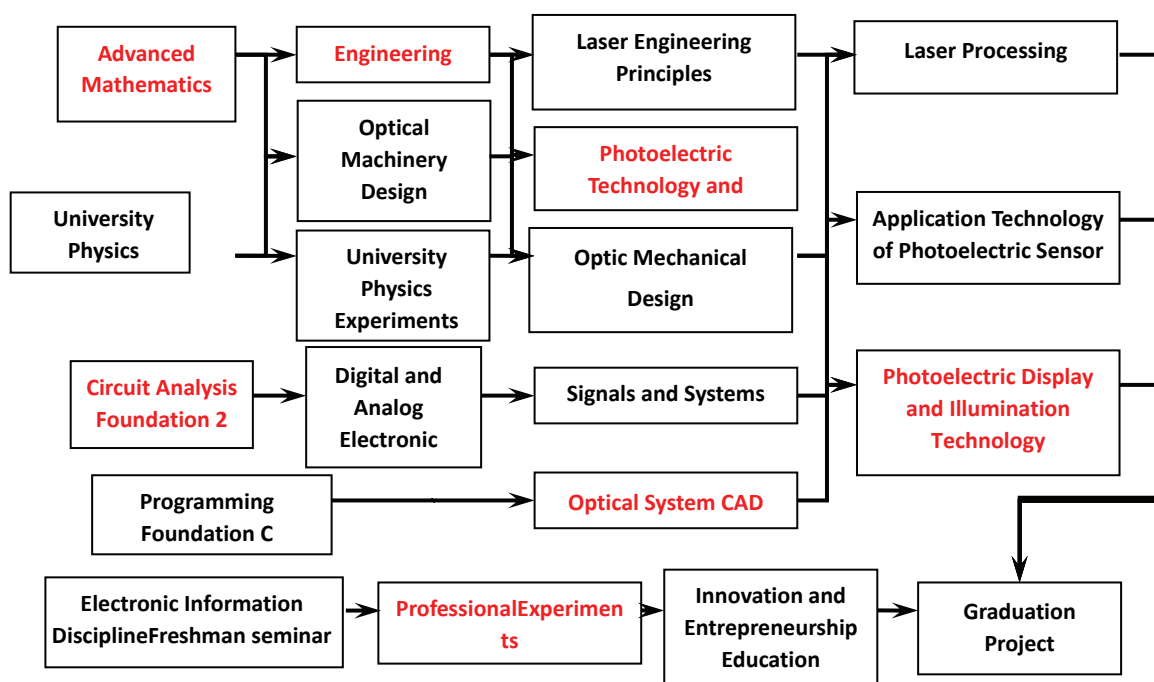 Advanced
Mathematics
Engineering
Laser Engineering
Principles
Laser Processing
Optical
Machinery
Design
Photoelectric
Technology and
University
Physics
University
Physics
Experiments
Optic Mechanical
Design
Application Technology
of Photoelectric Sensor
Circuit Analysis
Foundation 2
Digital and
Analog
Electronic
Signals and Systems
Photoelectric Display
and Illumination
Technology
Programming
Foundation C
Optical System CAD
Electronic Information
DisciplineFreshman seminar
ProfessionalExperimen
ts
Innovation and
Entrepreneurship
Education
Graduation
Project